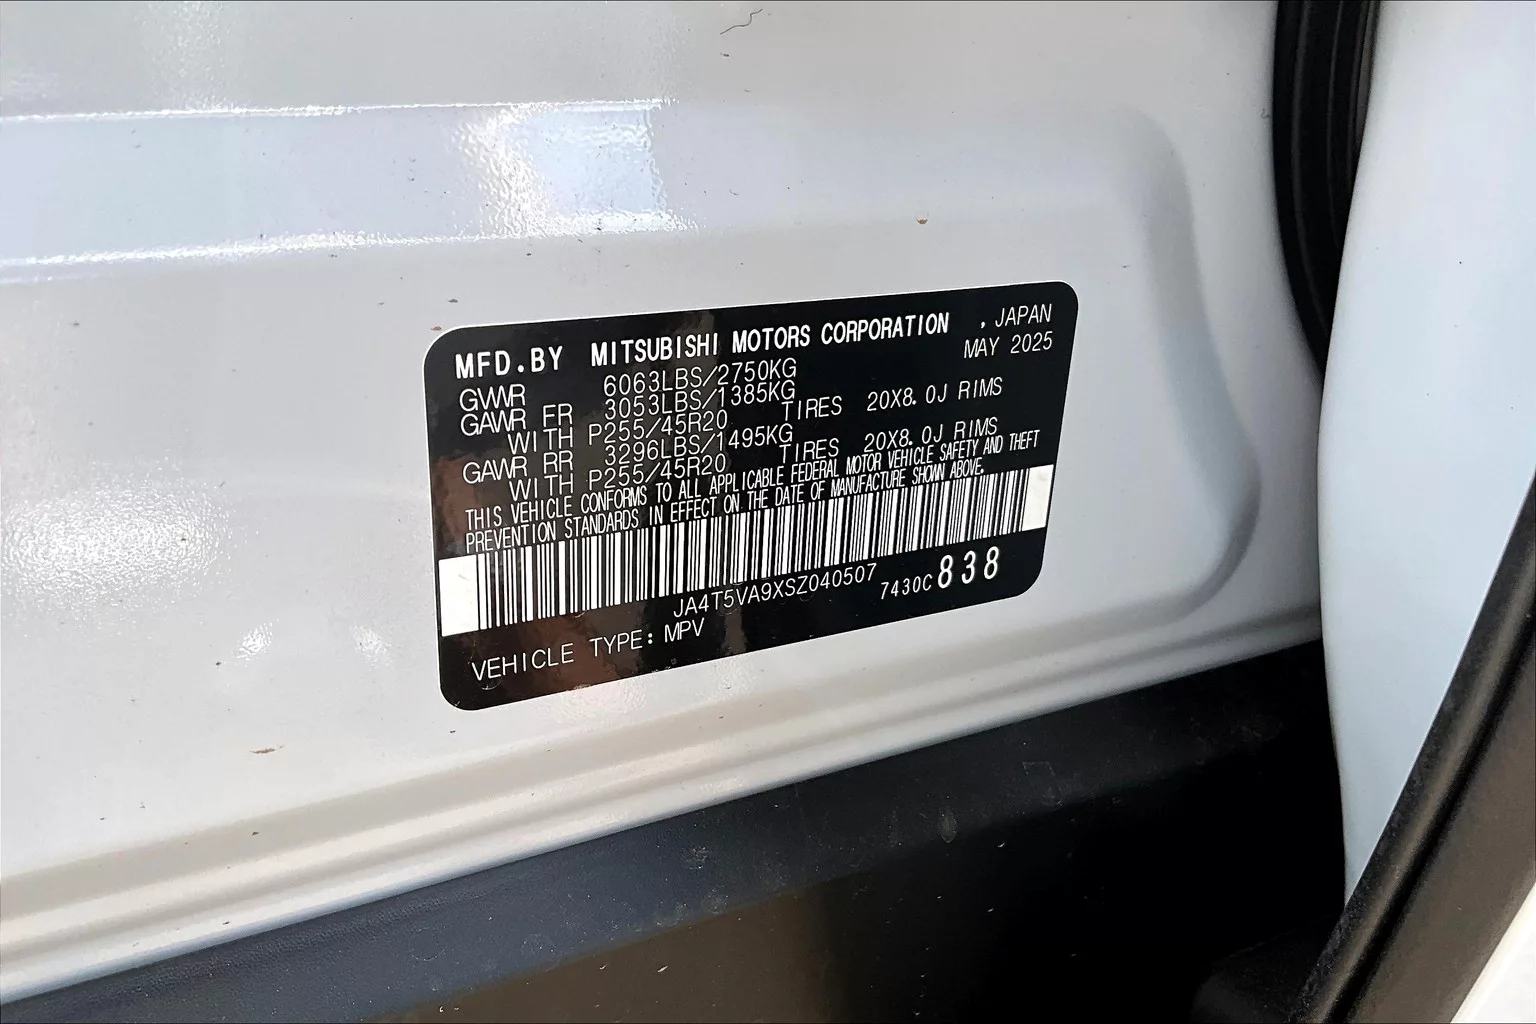 MFD.BY MITSUBISHI MOTORS CORPORATION , JAPAN
MAY 2025
GVWR 6063LBS/2750KG
GAWR FR 3053LBS/1385KG
WITH P255/45R20 TIRES 20X8.0J RIMS
GAWR RR 3296LBS/1495KG
WITH P255/45R20 TIRES 20X8.0J RIMS
THIS VEHICLE CONFORMS TO ALL APPLICABLE FEDERAL MOTOR VEHICLE SAFETY AND THEFT
PREVENTION STANDARDS IN EFFECT ON THE DATE OF MANUFACTURE SHOWN ABOVE.
JA4T5VA9XSZ040507 7430C838
VEHICLE TYPE: MPV